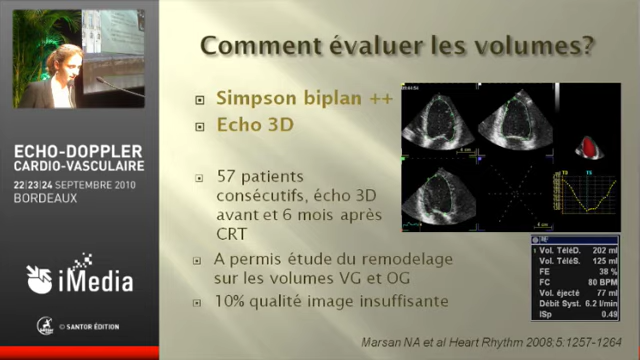 Comment évaluer les volumes?
Simpson biplan ++
Echo 3D
57 patients
consécutifs, écho 3D
avant et 6 mois après
CRT
A permis étude du remodelage
sur les volumes VG et OG
10% qualité image insuffisante
Vol. TéléD. 202 ml
Vol. TéléS. 125 ml
FE 38 %
FC 80 BPM
Vol. éjecté 77 ml
Débit Syst. 6.2 l/min
ISp 0.49
Marsan NA et al Heart Rhythm 2008;5:1257-1264
ECHO-DOPPLER
CARDIO-VASCULAIRE
22|23|24 SEPTEMBRE 2010
BORDEAUX
iMedia
© SANTOR ÉDITION